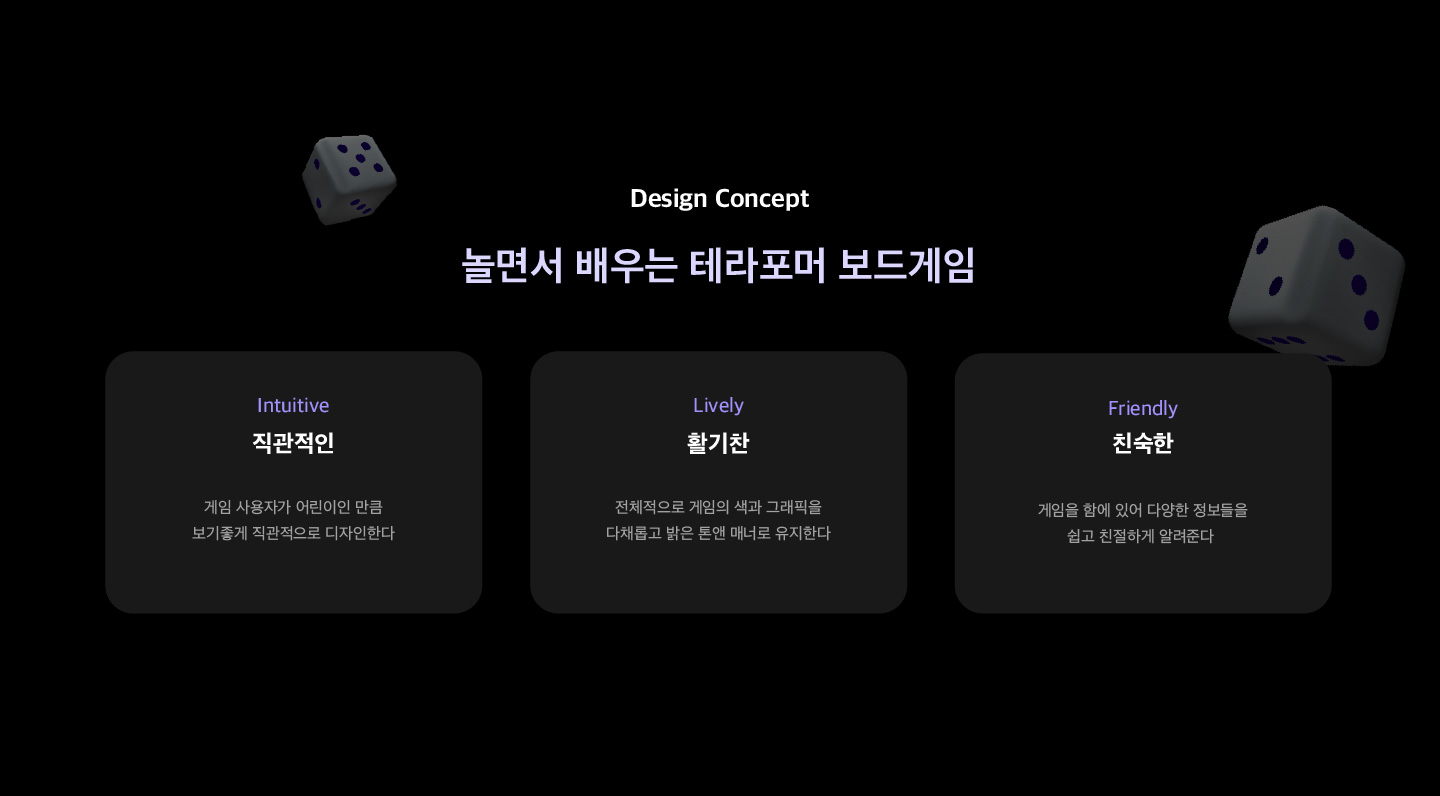 Design Concept
놀면서 배우는 테라포머 보드게임
Intuitive
직관적인
게임 사용자가 어린이인 만큼
보기좋게 직관적으로 디자인한다
Lively
활기찬
전체적으로 게임의 색과 그래픽을
다채롭고 밝은 톤앤 매너로 유지한다
Friendly
친숙한
게임을 함에 있어 다양한 정보들을
쉽고 친절하게 알려준다